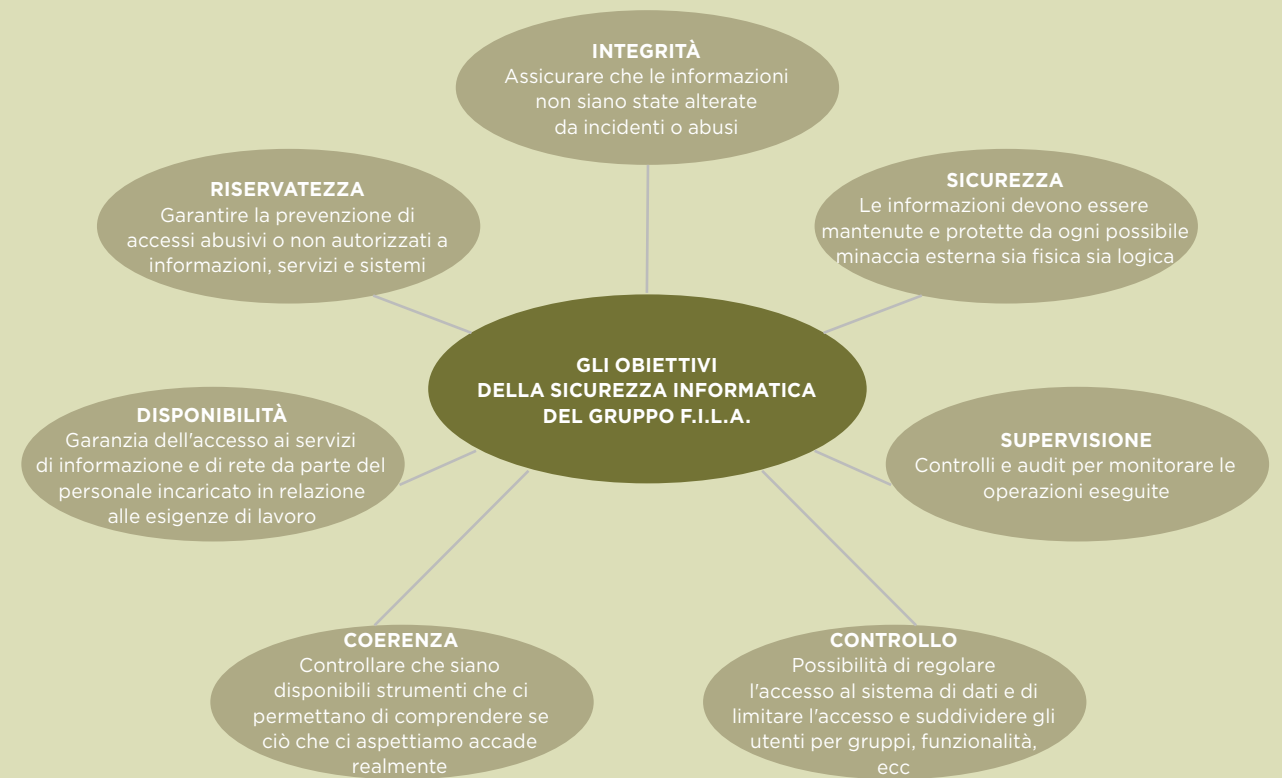 INTEGRITÀ
Assicurare che le informazioni
non siano state alterate
da incidenti o abusi
RISERVATEZZA
Garantire la prevenzione di
accessi abusivi o non autorizzati a
informazioni, servizi e sistemi
SICUREZZA
Le informazioni devono essere
mantenute e protette da ogni possibile
minaccia esterna sia fisica sia logica
GLI OBIETTIVI
DELLA SICUREZZA INFORMATICA
DEL GRUPPO F.I.L.A.
DISPONIBILITÀ
Garanzia dell'accesso ai servizi
di informazione e di rete da parte del
personale incaricato in relazione
alle esigenze di lavoro
SUPERVISIONE
Controlli e audit per monitorare le
operazioni eseguite
COERENZA
Controllare che siano
disponibili strumenti che ci
permettano di comprendere se
ciò che ci aspettiamo accade
realmente
CONTROLLO
Possibilità di regolare
l'accesso al sistema di dati e di
limitare l'accesso e suddividere gli
utenti per gruppi, funzionalità,
ecc